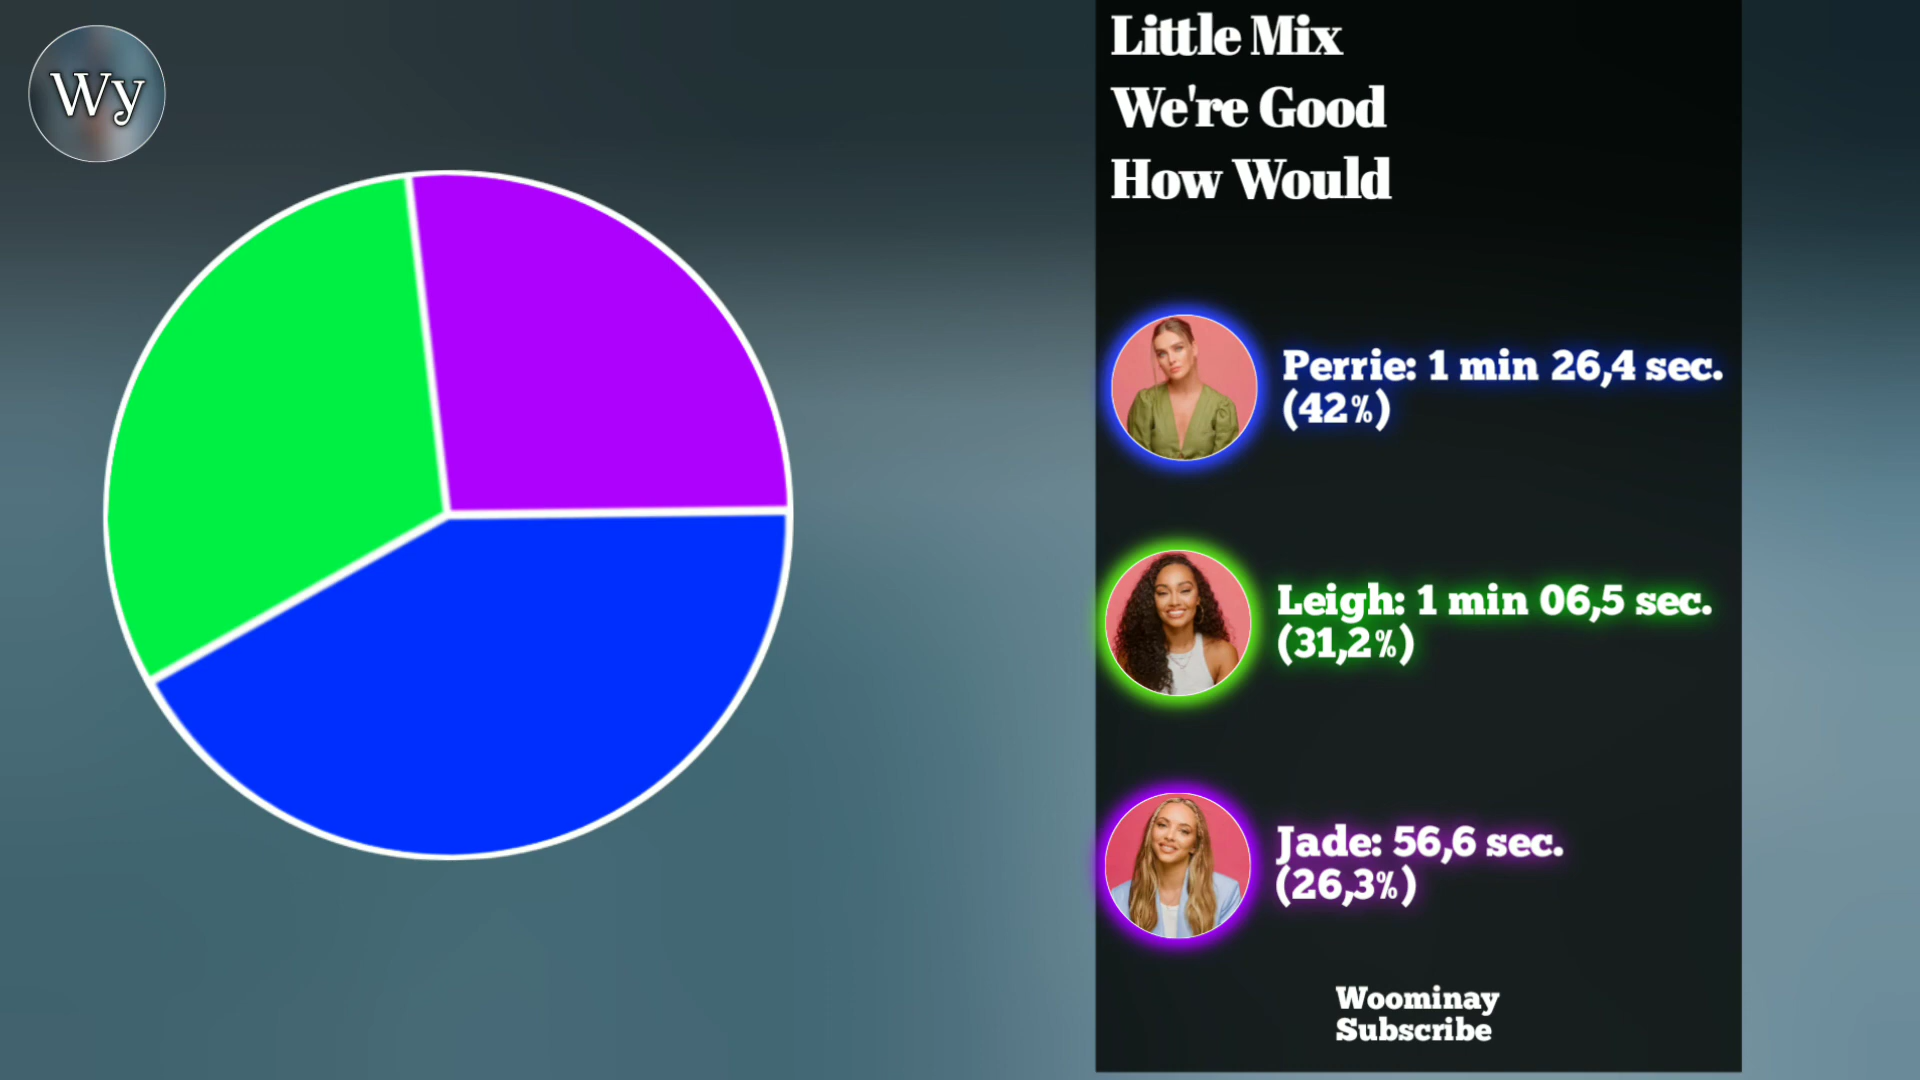 Wy
Little Mix
We're Good
How Would
Perrie: 1 min 26,4 sec.
(42%)
Leigh: 1 min 06,5 sec.
(31,2%)
Jade: 56,6 sec.
(26,3%)
Woominay
Subscribe